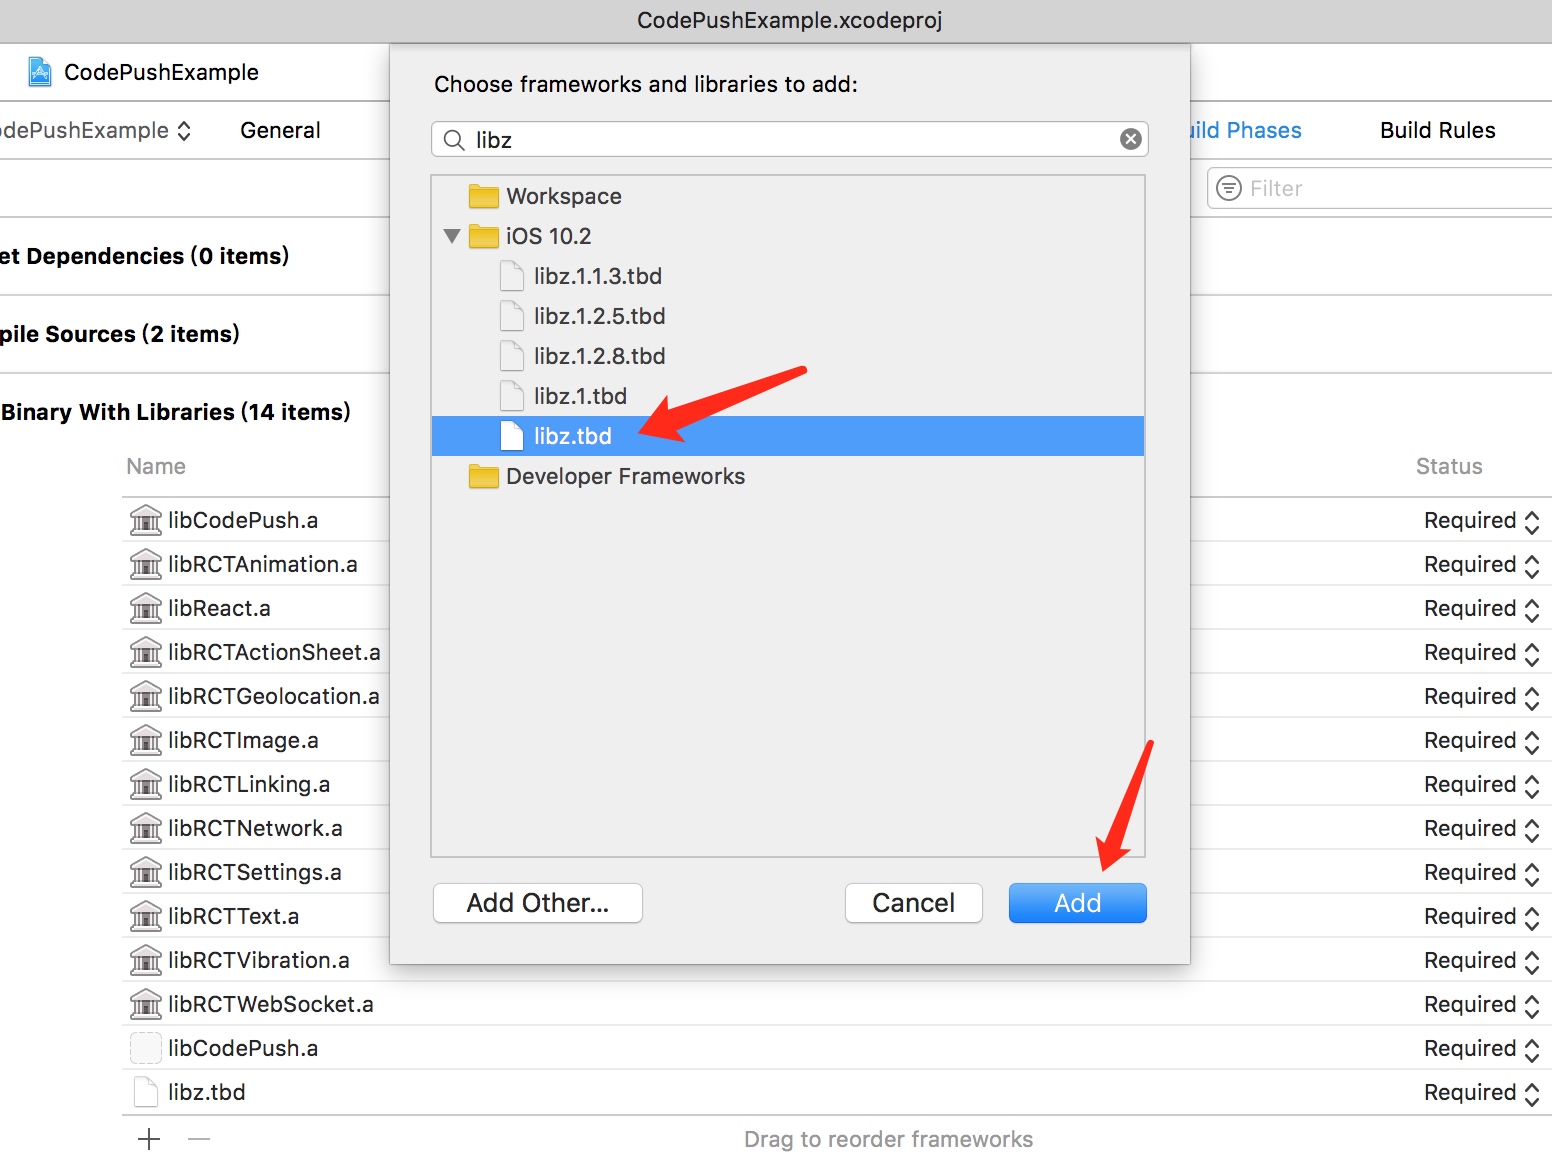 CodePushExample.xcodeproj
CodePushExample
Choose frameworks and libraries to add:
dePushExample
General
libz
ild Phases
Build Rules
Workspace
Filter
iOS 10.2
et Dependencies (0 items)
libz.1.1.3.tbd
libz.1.2.5.tbd
pile Sources (2 items)
libz.1.2.8.tbd
libz.1.tbd
Binary With Libraries (14 items)
libz.tbd
Developer Frameworks
Name
Status
libCodePush.a
Required
libRCTAnimation.a
Required
libReact.a
Required
libRCTActionSheet.a
Required
libRCTGeolocation.a
Required
libRCTImage.a
Required
libRCTLinking.a
Required
libRCTNetwork.a
Required
libRCTSettings.a
Required
Add Other...
Cancel
Add
libRCTText.a
Required
libRCTVibration.a
Required
libRCTWebSocket.a
Required
libCodePush.a
Required
libz.tbd
Required
Drag to reorder frameworks